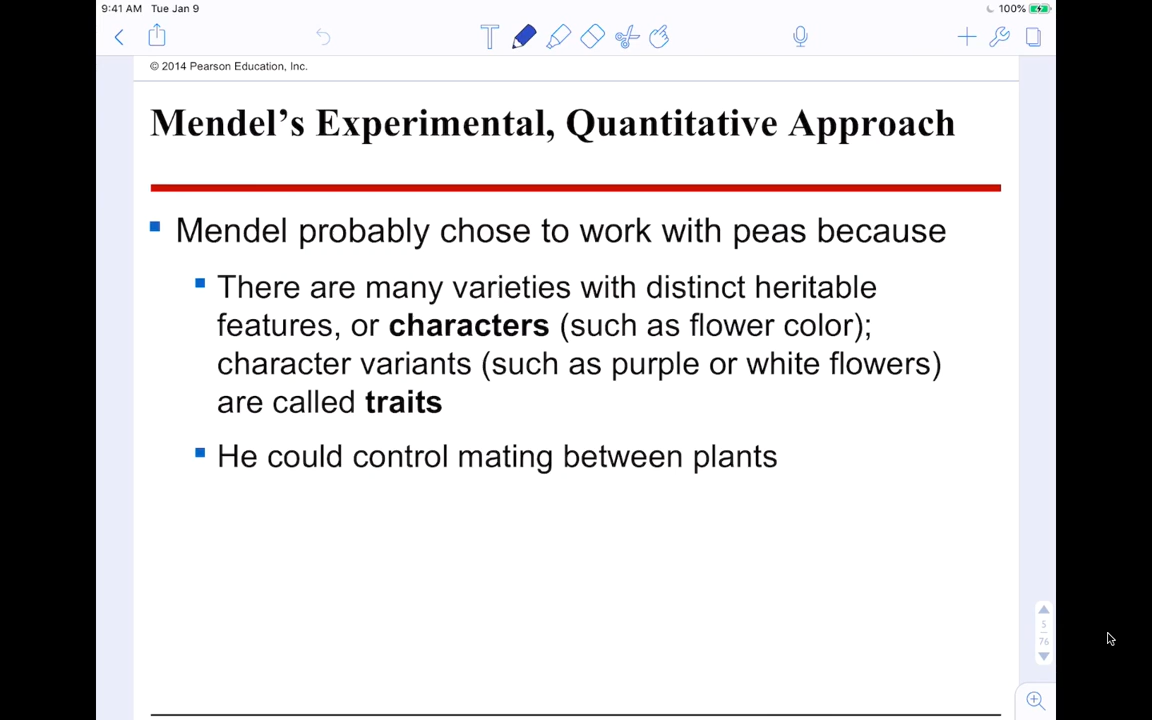 9:41 AM Tue Jan 9
100%
© 2014 Pearson Education, Inc.
Mendel’s Experimental, Quantitative Approach
Mendel probably chose to work with peas because
There are many varieties with distinct heritable
features, or characters (such as flower color);
character variants (such as purple or white flowers)
are called traits
He could control mating between plants
5
76